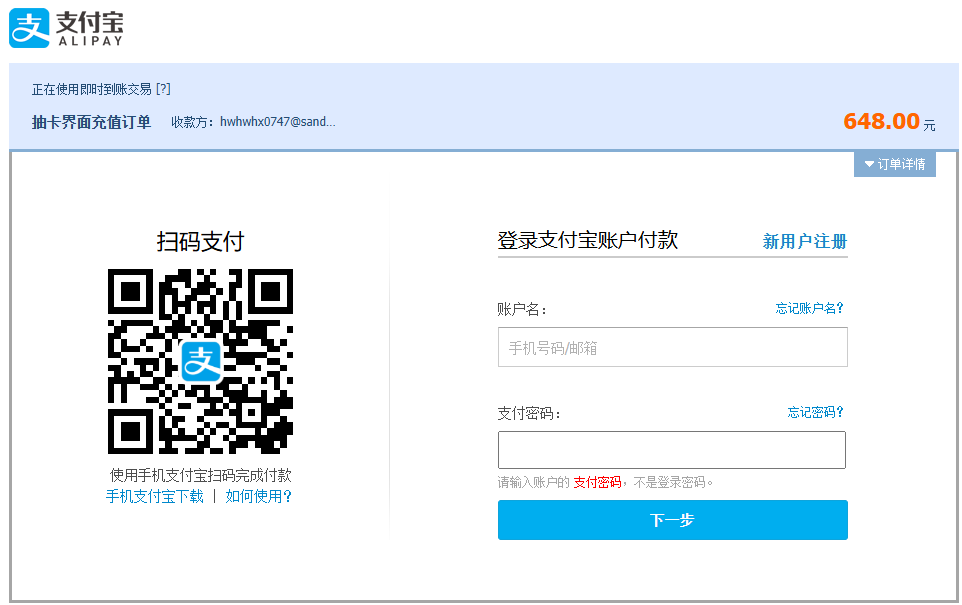 支付宝
ALIPAY
正在使用即时到账交易 [?]
抽卡界面充值订单 收款方：hwhwhx0747@sand...
648.00 元
订单详情
扫码支付
使用手机支付宝扫码完成付款
手机支付宝下载 | 如何使用?
登录支付宝账户付款 新用户注册
账户名： 忘记账户名?
手机号码/邮箱
支付密码： 忘记密码?
请输入账户的 支付密码，不是登录密码。
下一步